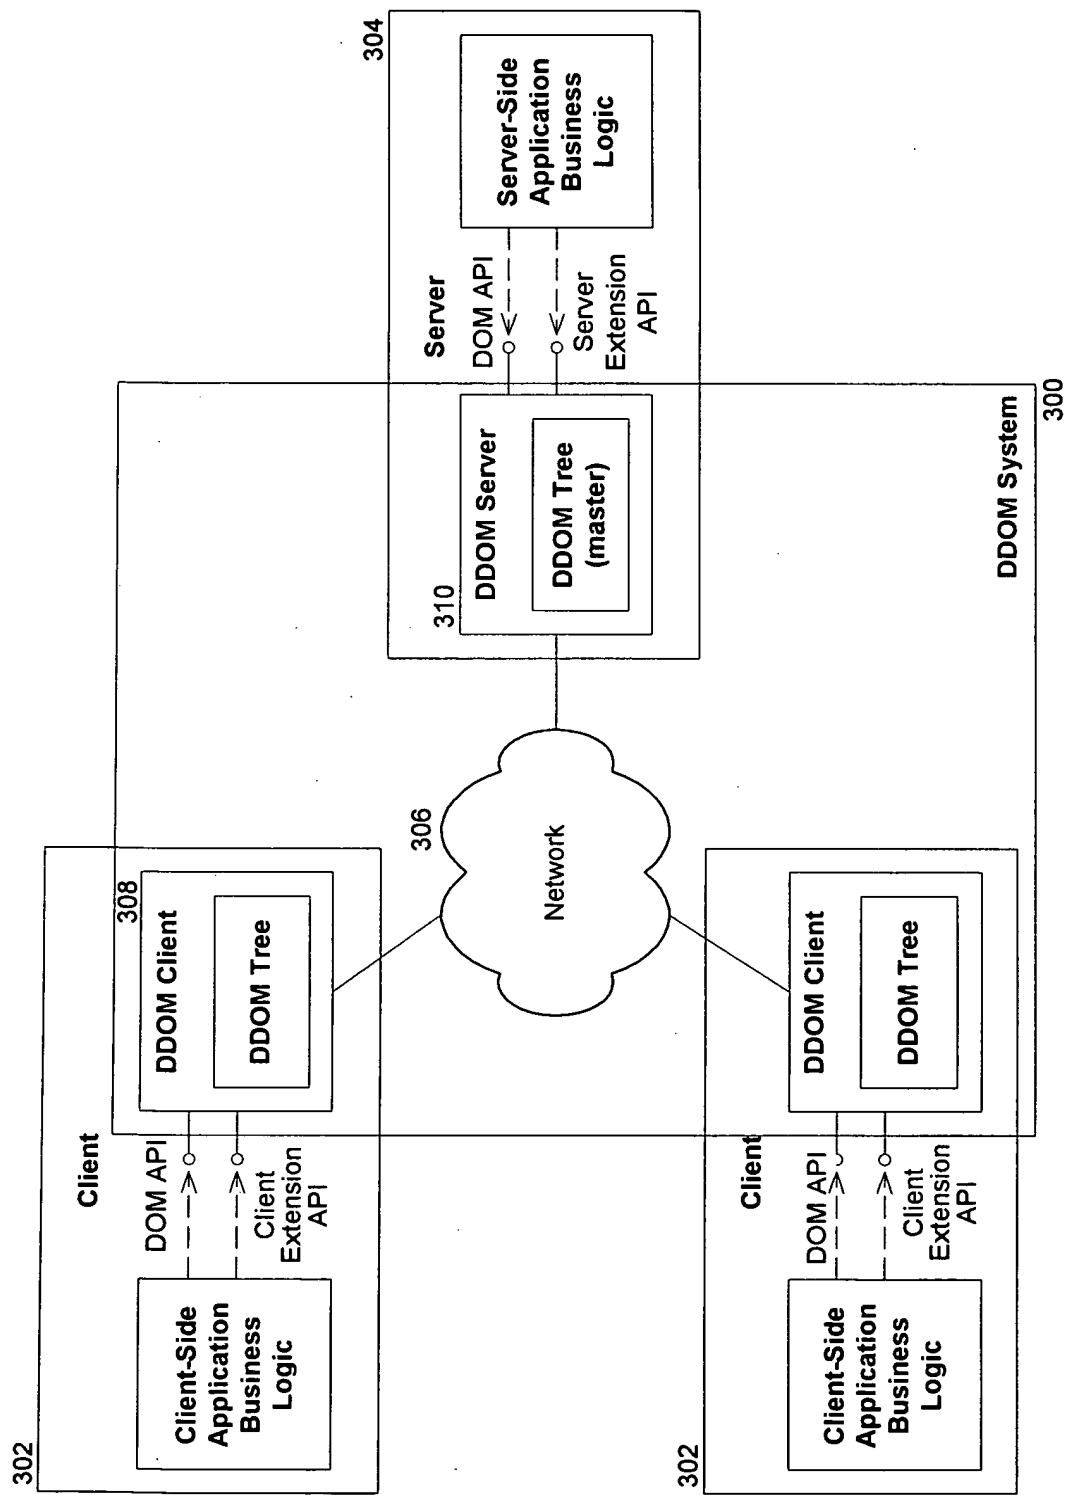 302
Client
308
Client-Side
Application
Business
Logic
DOM API
Client
Extension
API
DDOM Client
DDOM Tree
306
Network
304
Server
310
DDOM Server
DDOM Tree
(master)
DOM API
Server
Extension
API
Server-Side
Application
Business
Logic
302
Client
Client-Side
Application
Business
Logic
DOM API
Client
Extension
API
DDOM Client
DDOM Tree
DDOM System
300